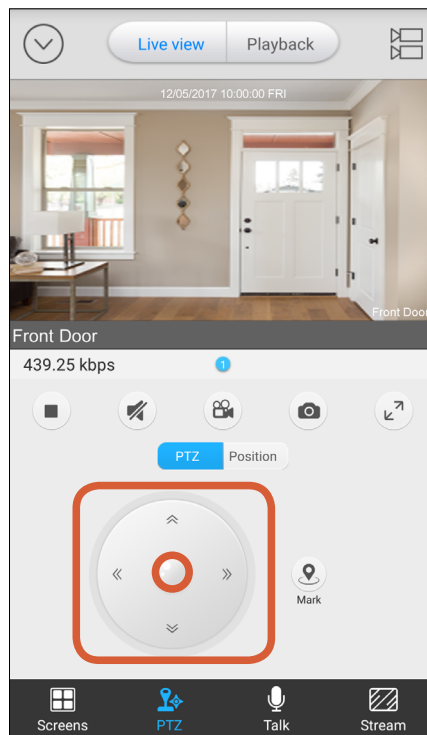 Live view Playback
12/05/2017 10:00:00 FRI
Front Door
Front Door
439.25 kbps 1
PTZ Position
Mark
Screens PTZ Talk Stream